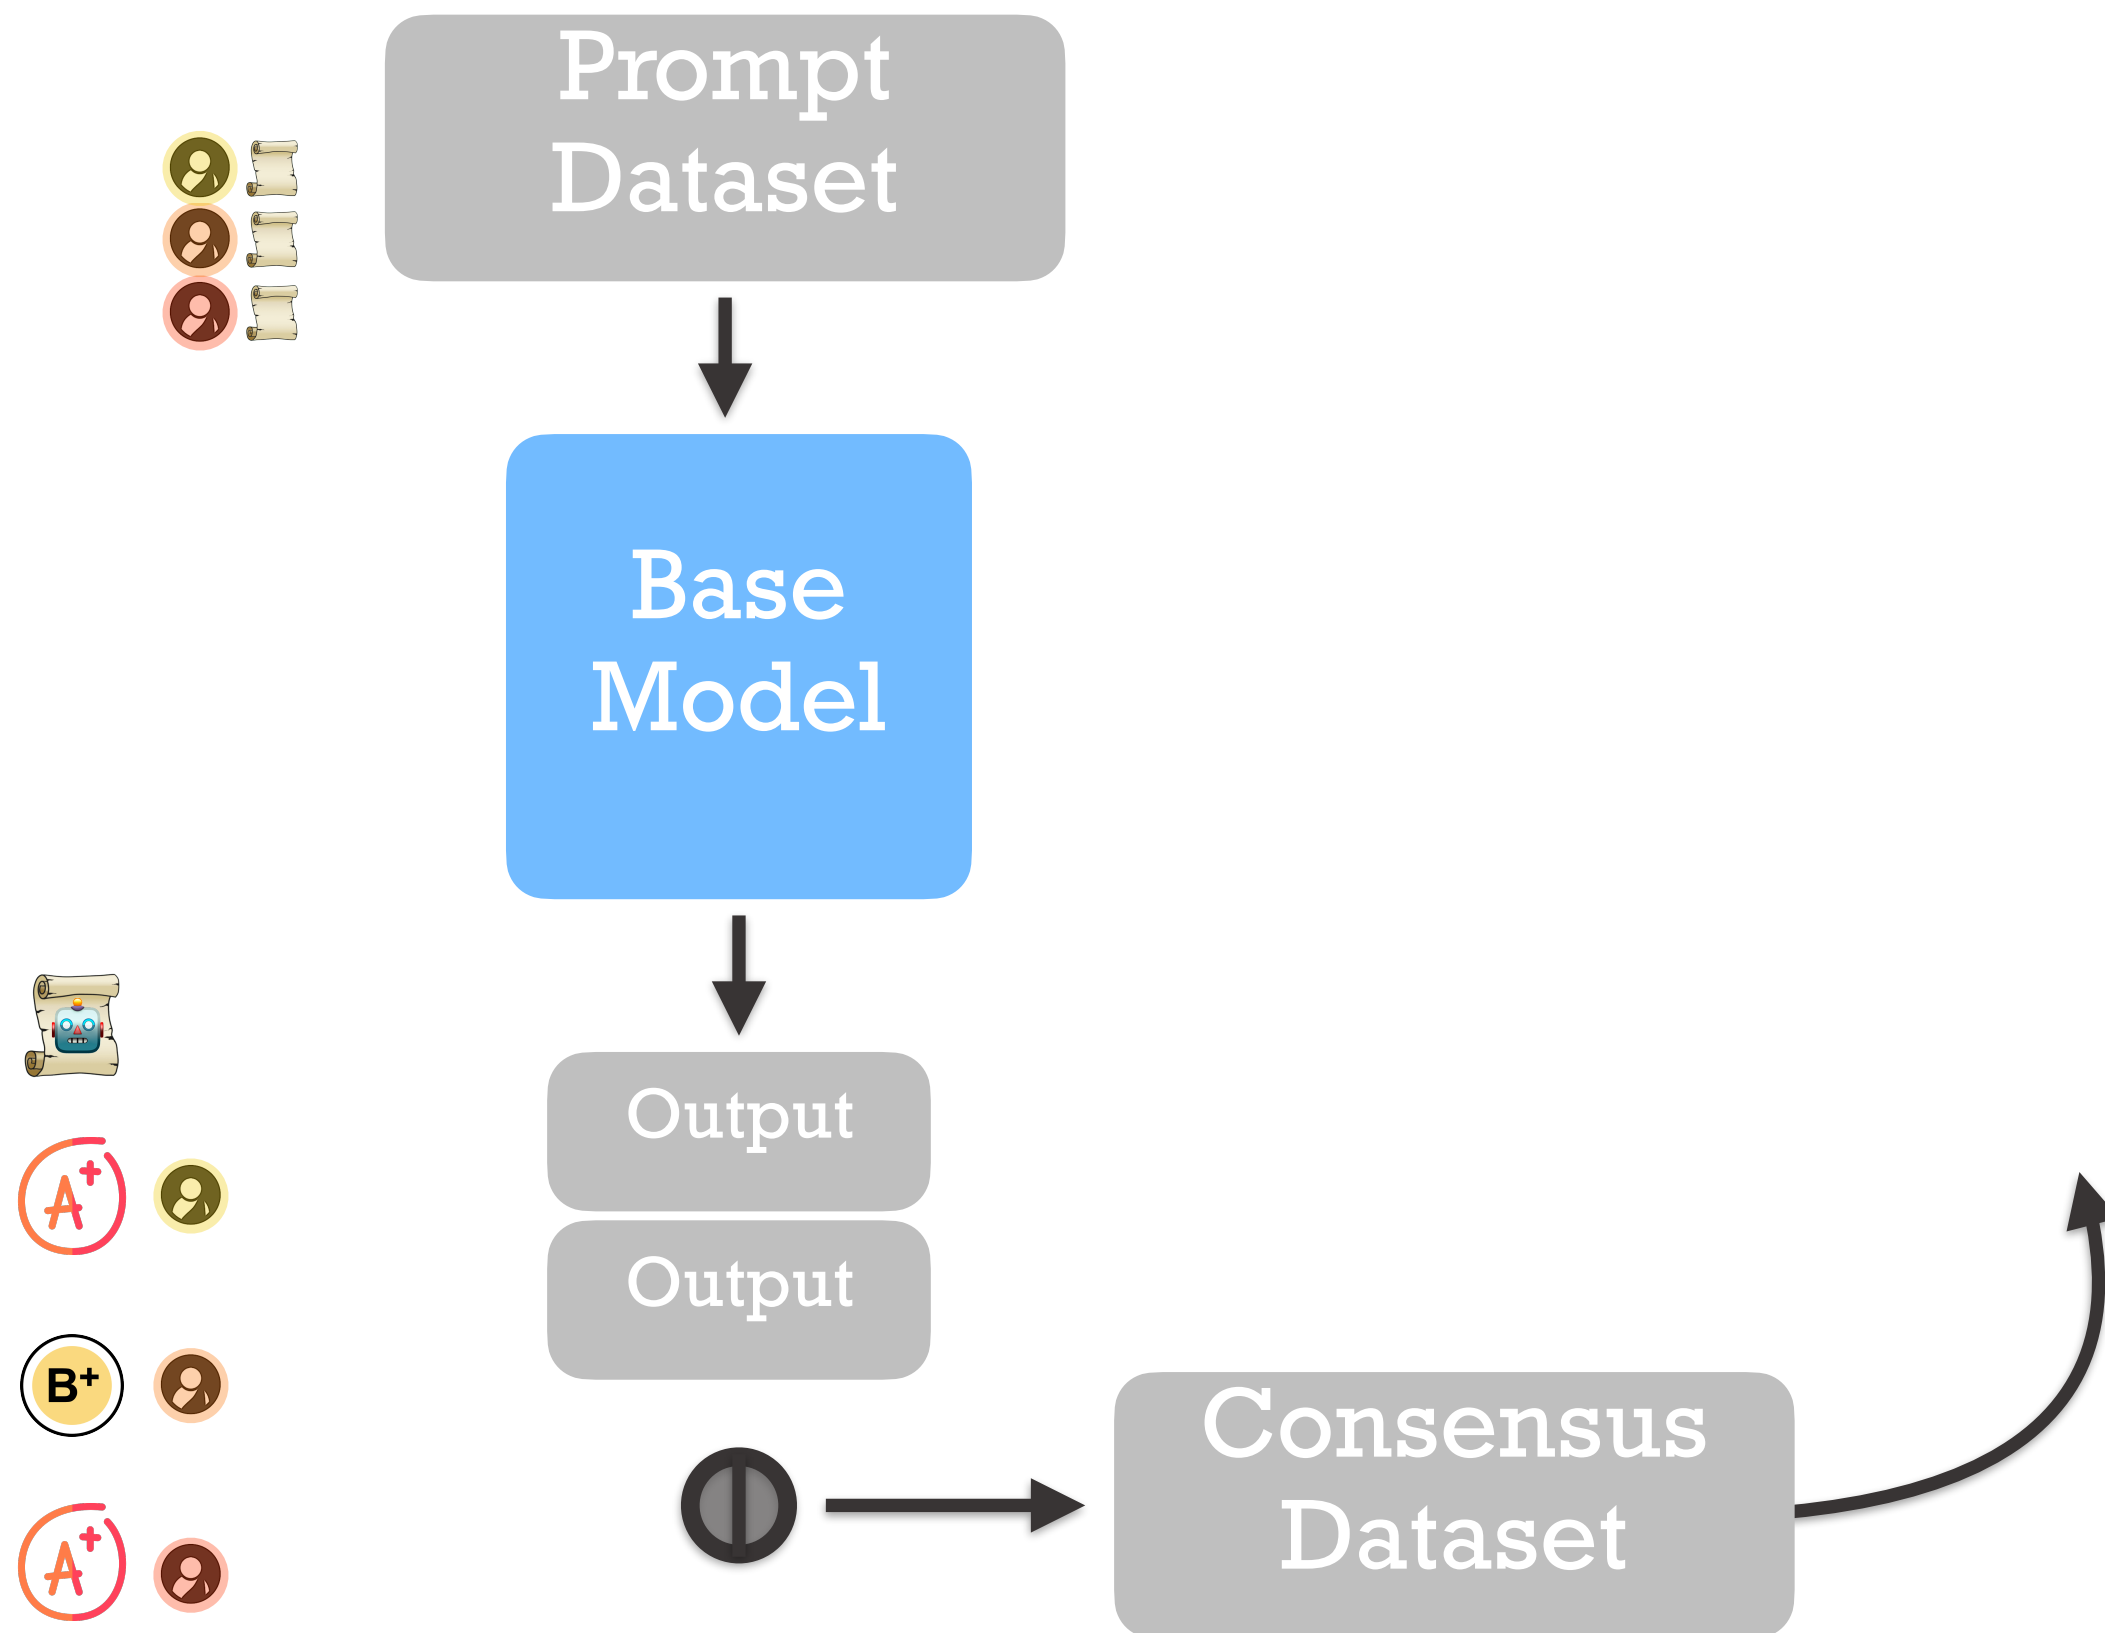 Prompt
Dataset
Base
Model
Output
A+
Output
B+
Consensus
Dataset
A+